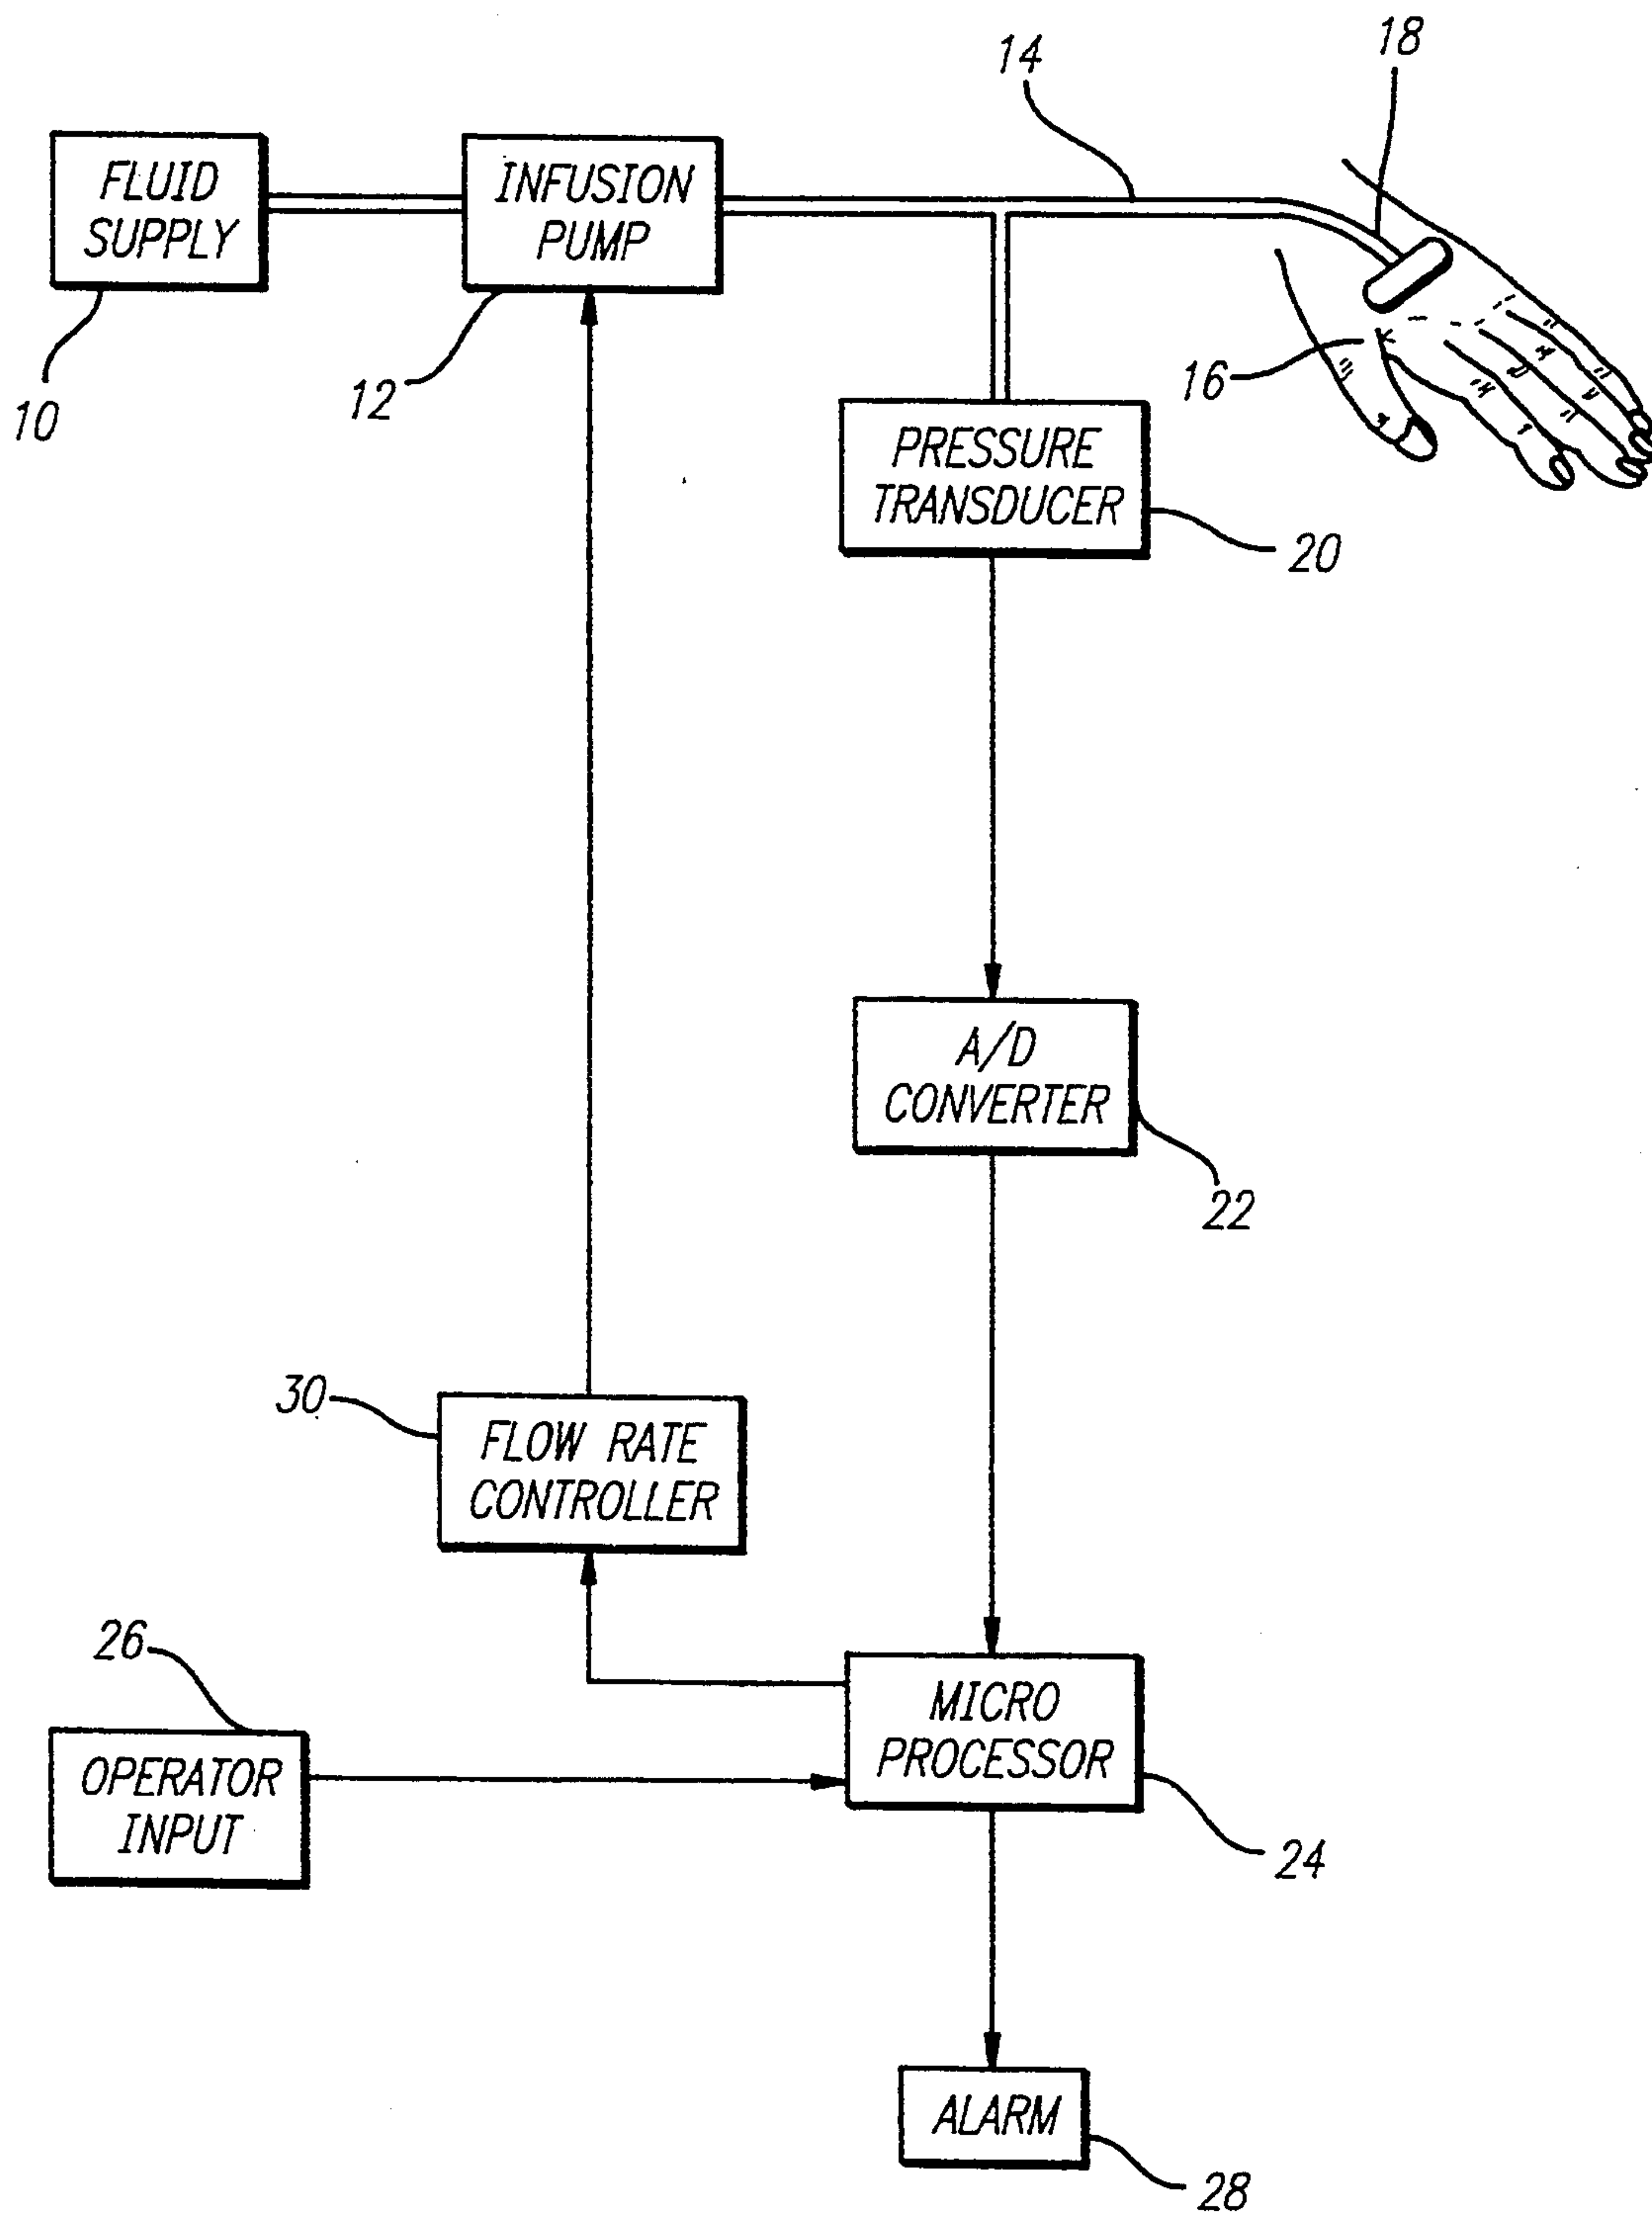 18
14
FLUID
SUPPLY
INFUSION
PUMP
10
12
16
PRESSURE
TRANSDUCER
20
A/D
CONVERTER
22
30
FLOW RATE
CONTROLLER
26
OPERATOR
INPUT
MICRO
PROCESSOR
24
ALARM
28